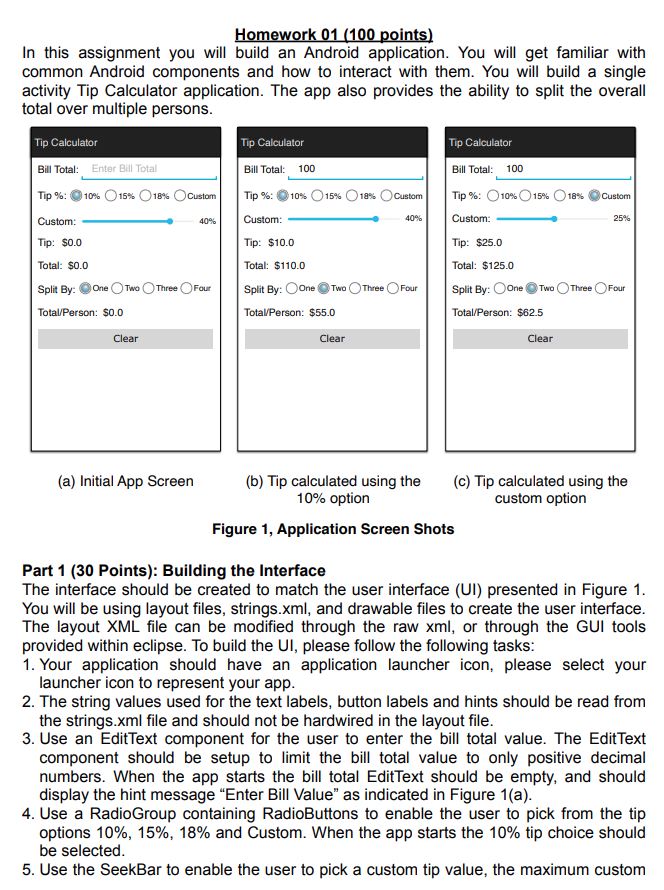 Homework 01 (100 points)
In this assignment you will build an Android application. You will get familiar with
common Android components and how to interact with them. You will build a single
activity Tip Calculator application. The app also provides the ability to split the overall
total over multiple persons.
Tip Calculator
Bill Total: Enter Bill Total
Tip %: 10% 15% 18% Custom
Custom: 40%
Tip: $0.0
Total: $0.0
Split By: One Two Three Four
Total/Person: $0.0
Clear
Tip Calculator
Bill Total: 100
Tip %: 10% 15% 18% Custom
Custom: 40%
Tip: $10.0
Total: $110.0
Split By: One Two Three Four
Total/Person: $55.0
Clear
Tip Calculator
Bill Total: 100
Tip %: 10% 15% 18% Custom
Custom: 25%
Tip: $25.0
Total: $125.0
Split By: One Two Three Four
Total/Person: $62.5
Clear
(a) Initial App Screen
(b) Tip calculated using the
10% option
(c) Tip calculated using the
custom option
Figure 1, Application Screen Shots
Part 1 (30 Points): Building the Interface
The interface should be created to match the user interface (UI) presented in Figure 1.
You will be using layout files, strings.xml, and drawable files to create the user interface.
The layout XML file can be modified through the raw xml, or through the GUI tools
provided within eclipse. To build the UI, please follow the following tasks:
1. Your application should have an application launcher icon, please select your
launcher icon to represent your app.
2. The string values used for the text labels, button labels and hints should be read from
the strings.xml file and should not be hardwired in the layout file.
3. Use an EditText component for the user to enter the bill total value. The EditText
component should be setup to limit the bill total value to only positive decimal
numbers. When the app starts the bill total EditText should be empty, and should
display the hint message “Enter Bill Value” as indicated in Figure 1(a).
4. Use a RadioGroup containing RadioButtons to enable the user to pick from the tip
options 10%, 15%, 18% and Custom. When the app starts the 10% tip choice should
be selected.
5. Use the SeekBar to enable the user to pick a custom tip value, the maximum custom